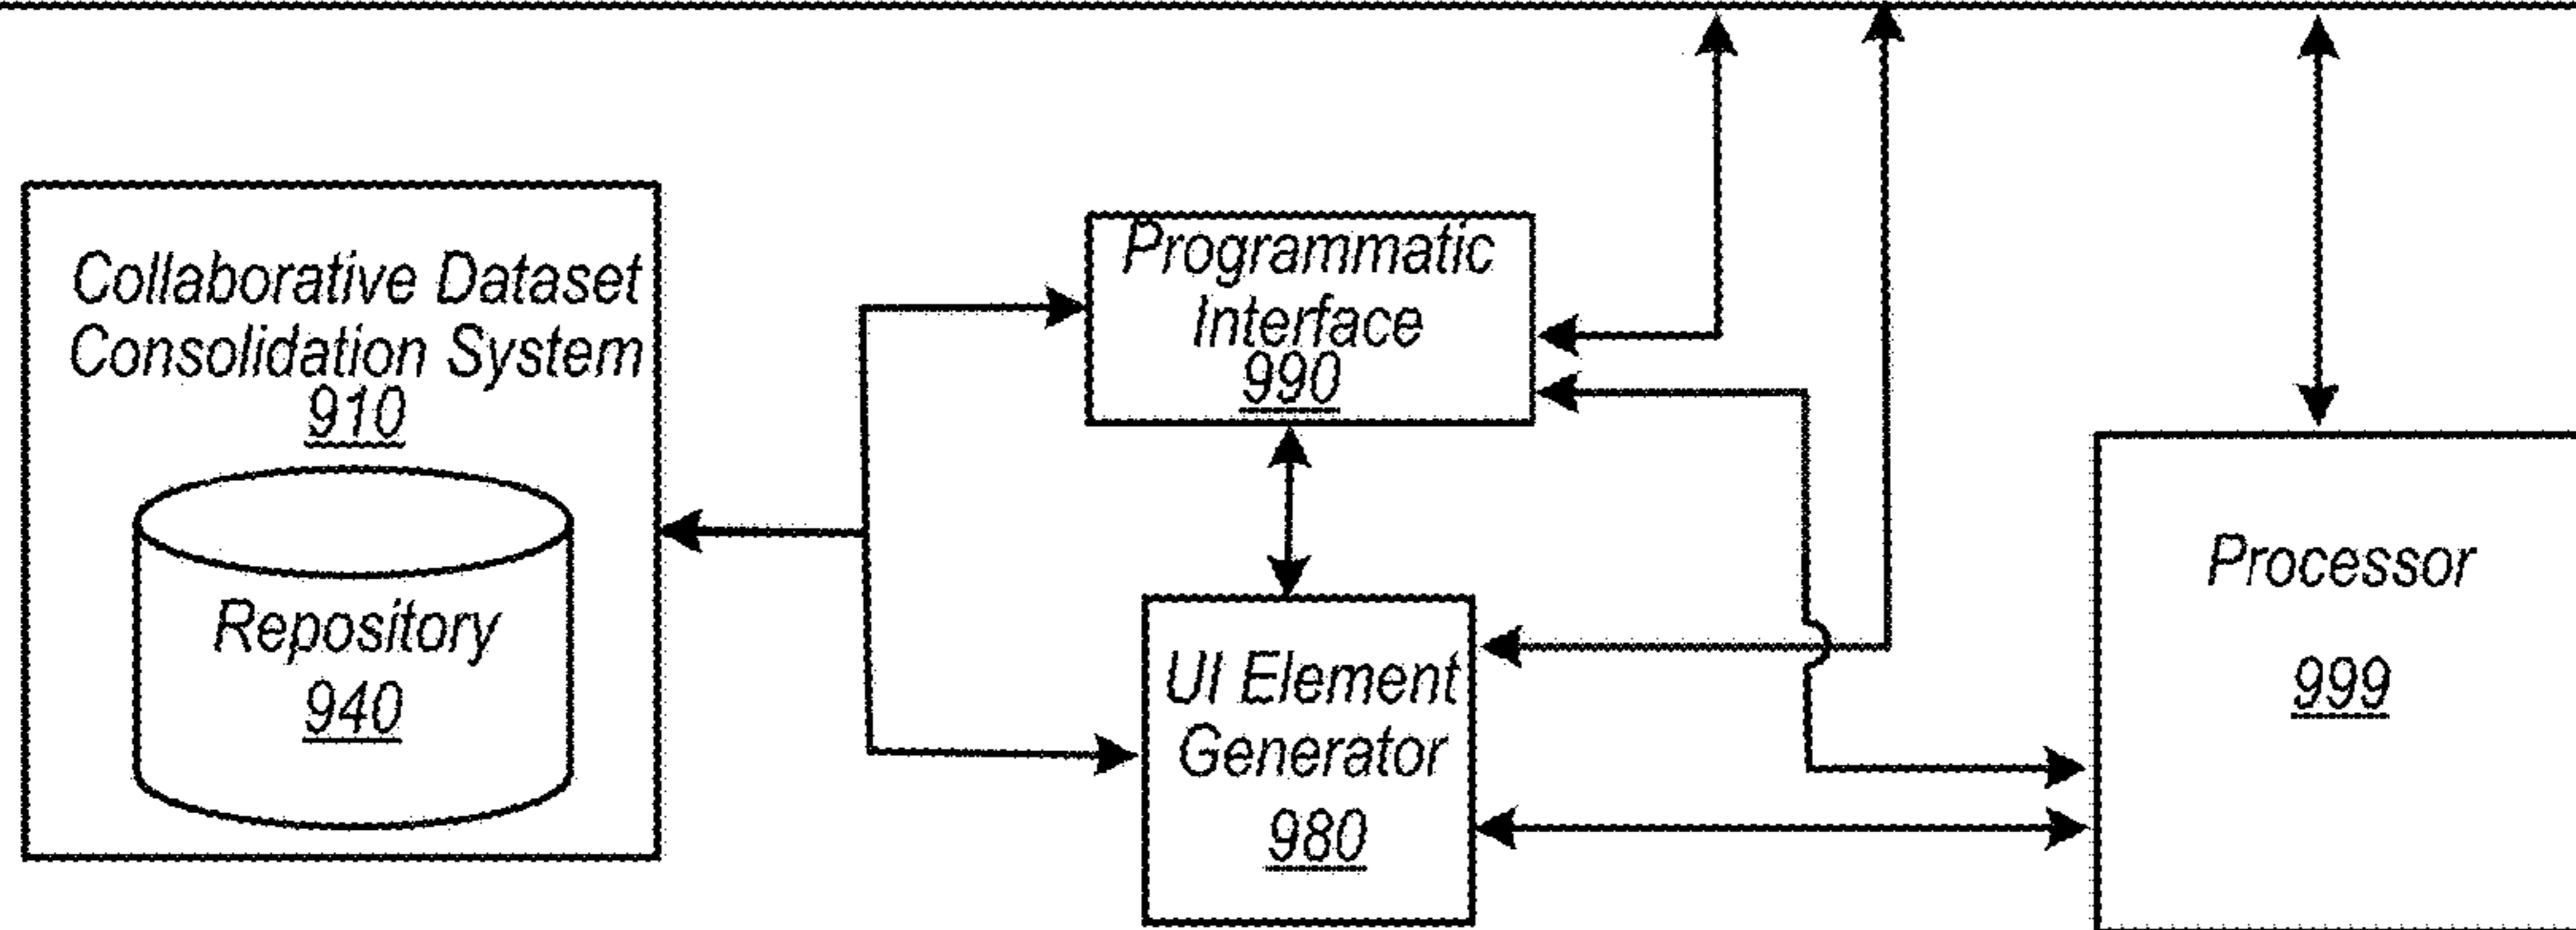 Collaborative Dataset
Consolidation System
910
Repository
940
Programmatic
Interface
990
UI Element
Generator
980
Processor
999